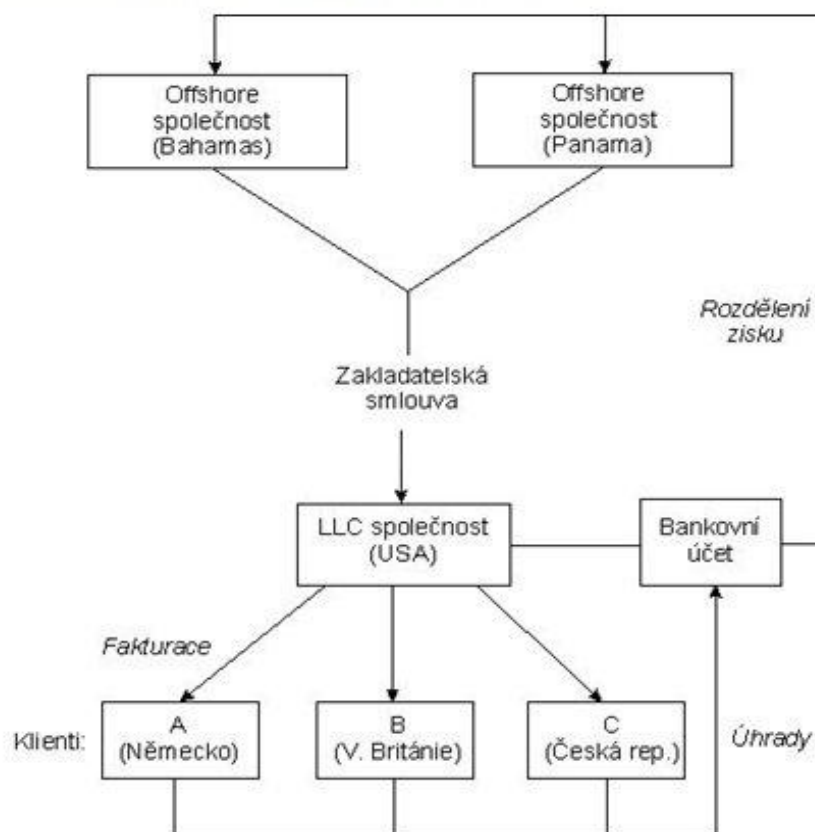 Offshore
společnost
(Bahamas)
Offshore
společnost
(Panama)
Rozdělení
zisku
Zakladatelská
smlouva
LLC společnost
(USA)
Bankovní
účet
Fakturace
Klienti:
A
(Německo)
B
(V. Británie)
C
(Česká rep.)
Úhrady